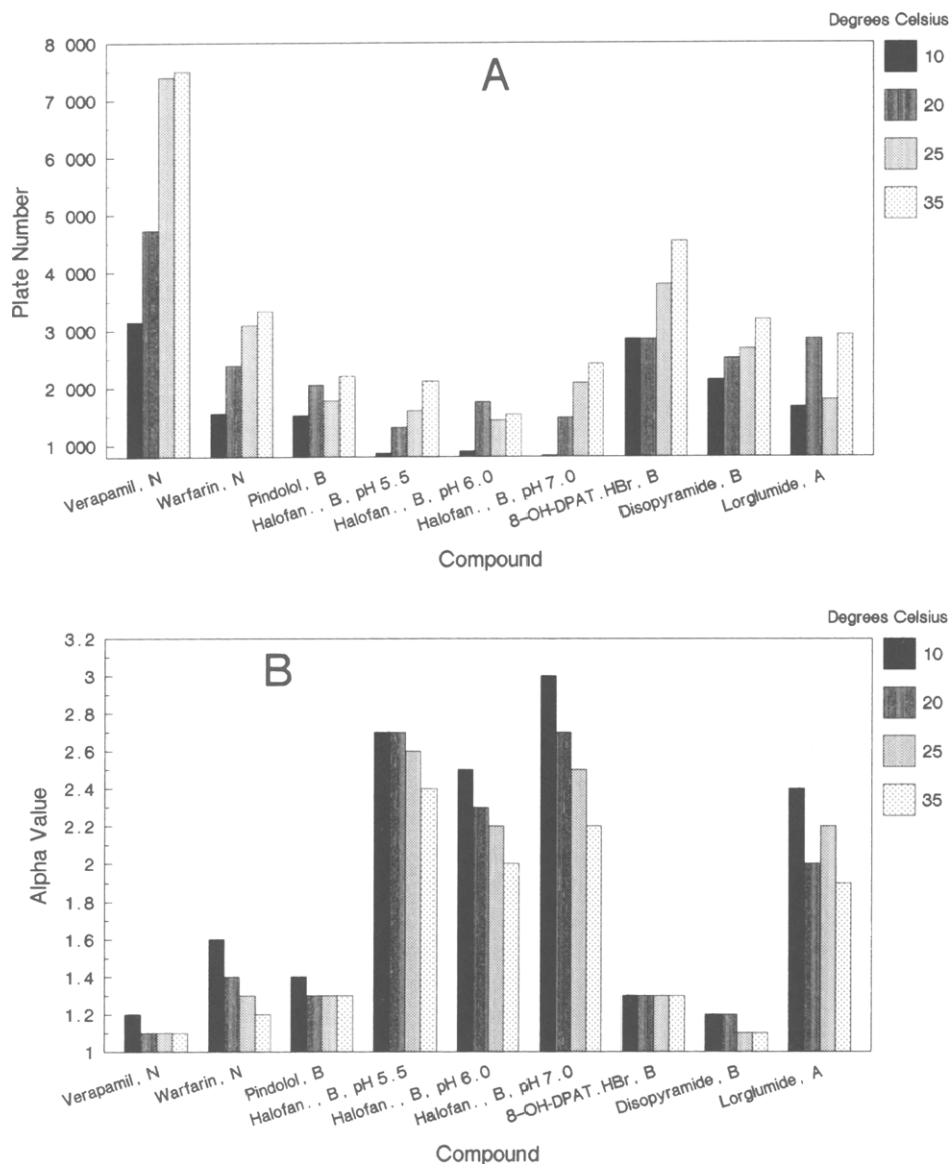 Degrees Celsius
10
20
25
35
A
8 000
7 000
6 000
5 000
4 000
3 000
2 000
1 000
Plate Number
Verapamil, N
Warfarin, N
Pindolol, B
Halofan., B, pH 5.5
Halofan., B, pH 6.0
Halofan., B, pH 7.0
8-OH-DPAT.HBr, B
Disopyramide, B
Lorglumide, A
Compound
Degrees Celsius
10
20
25
35
B
3.2
3
2.8
2.6
2.4
2.2
2
1.8
1.6
1.4
1.2
1
Alpha Value
Verapamil, N
Warfarin, N
Pindolol, B
Halofan., B, pH 5.5
Halofan., B, pH 6.0
Halofan., B, pH 7.0
8-OH-DPAT.HBr, B
Disopyramide, B
Lorglumide, A
Compound